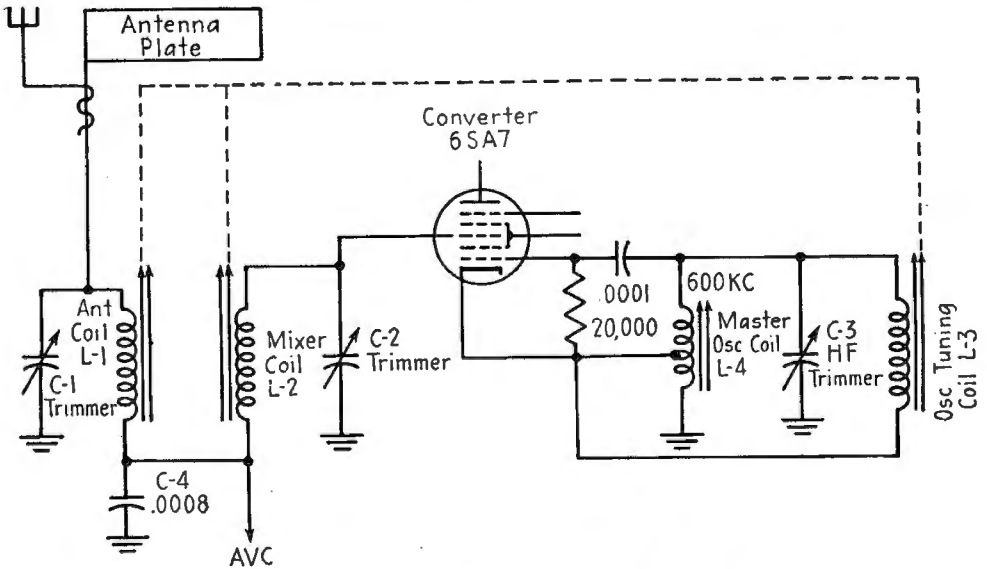 Antenna
Plate
Converter
6SA7
Ant
Coil
L-1
C-1
Trimmer
Mixer
Coil
L-2
C-2
Trimmer
C-4
.0008
AVC
.0001
20,000
600KC
Master
Osc Coil
L-4
C-3
HF
Trimmer
Osc Tuning
Coil L-3